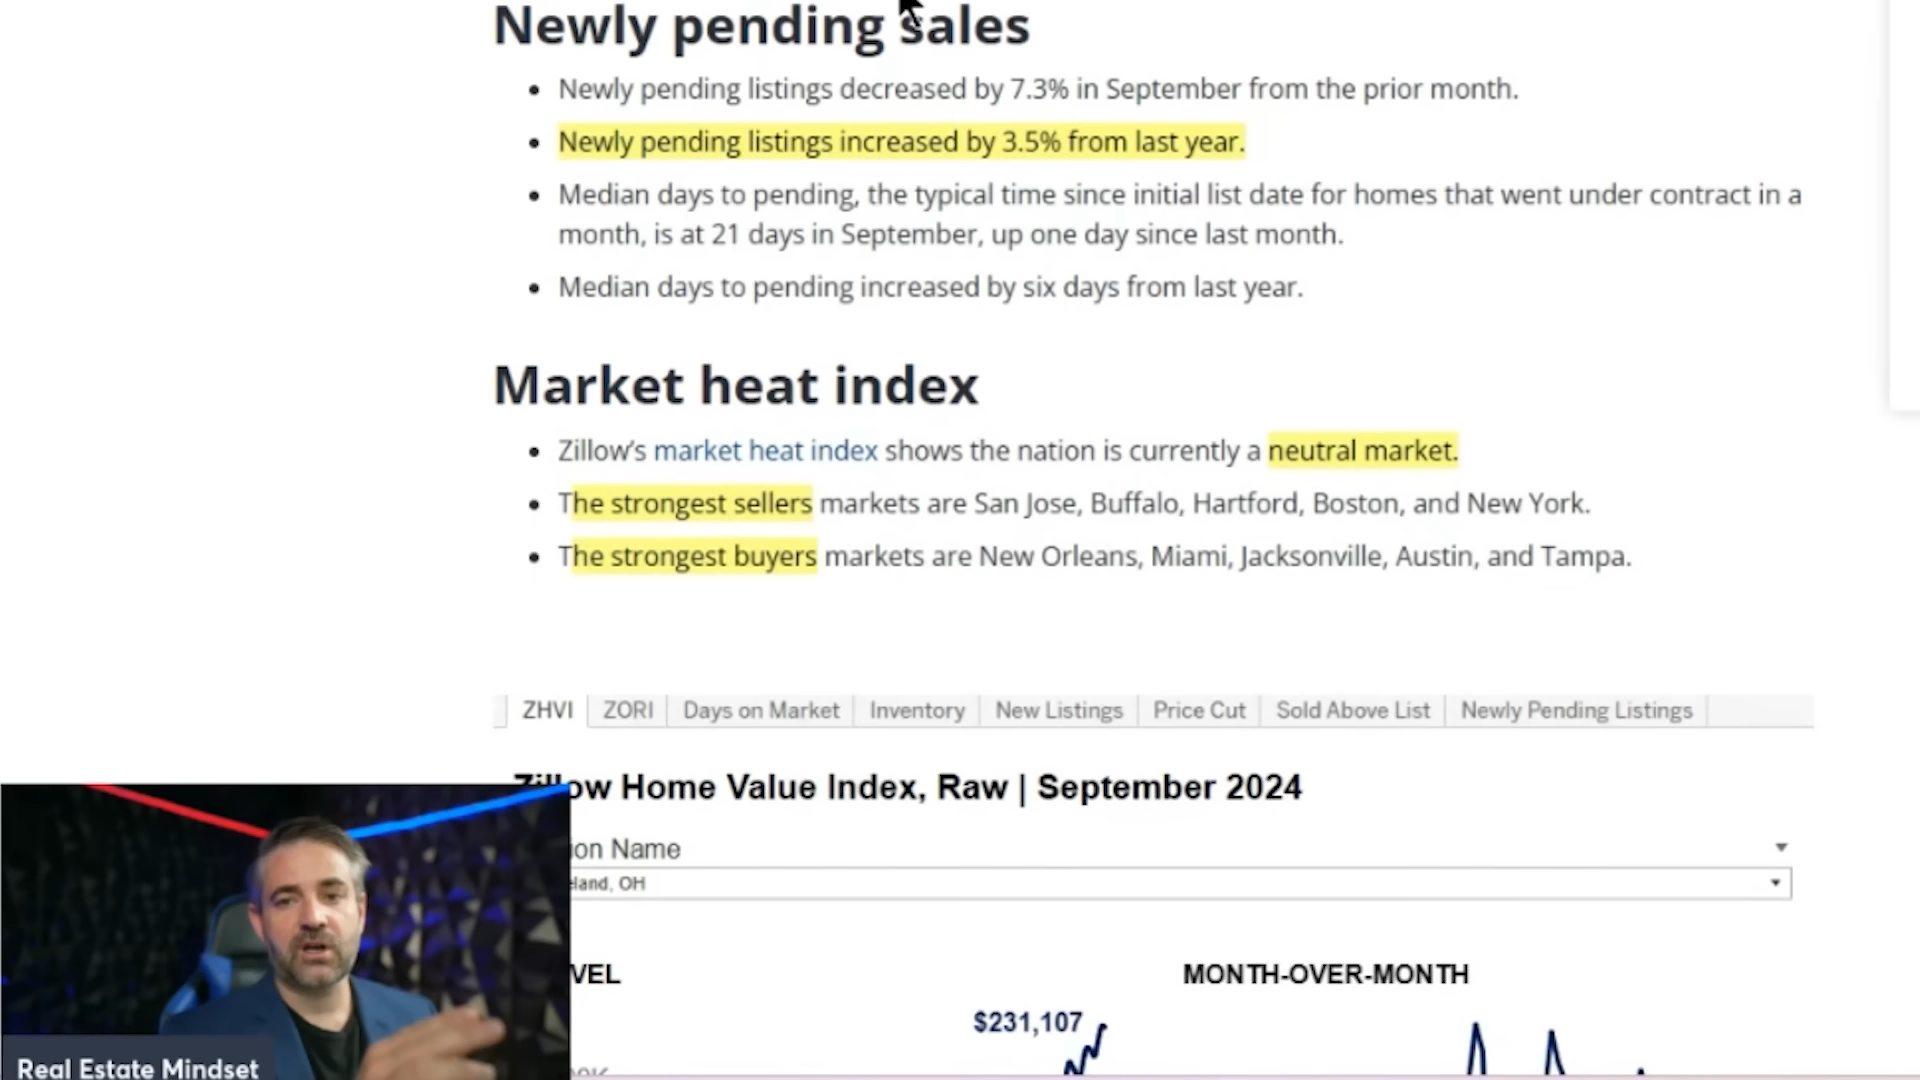 Newly pending sales
Newly pending listings decreased by 7.3% in September from the prior month.
Newly pending listings increased by 3.5% from last year.
Median days to pending, the typical time since initial list date for homes that went under contract in a
month, is at 21 days in September, up one day since last month.
Median days to pending increased by six days from last year.
Market heat index
Zillow's market heat index shows the nation is currently a neutral market.
The strongest sellers markets are San Jose, Buffalo, Hartford, Boston, and New York.
The strongest buyers markets are New Orleans, Miami, Jacksonville, Austin, and Tampa.
ZHVI ZORI Days on Market Inventory New Listings Price Cut Sold Above List Newly Pending Listings
Zillow Home Value Index, Raw | September 2024
ion Name
eland, OH
VEL MONTH-OVER-MONTH
$231,107
Real Estate Mindset